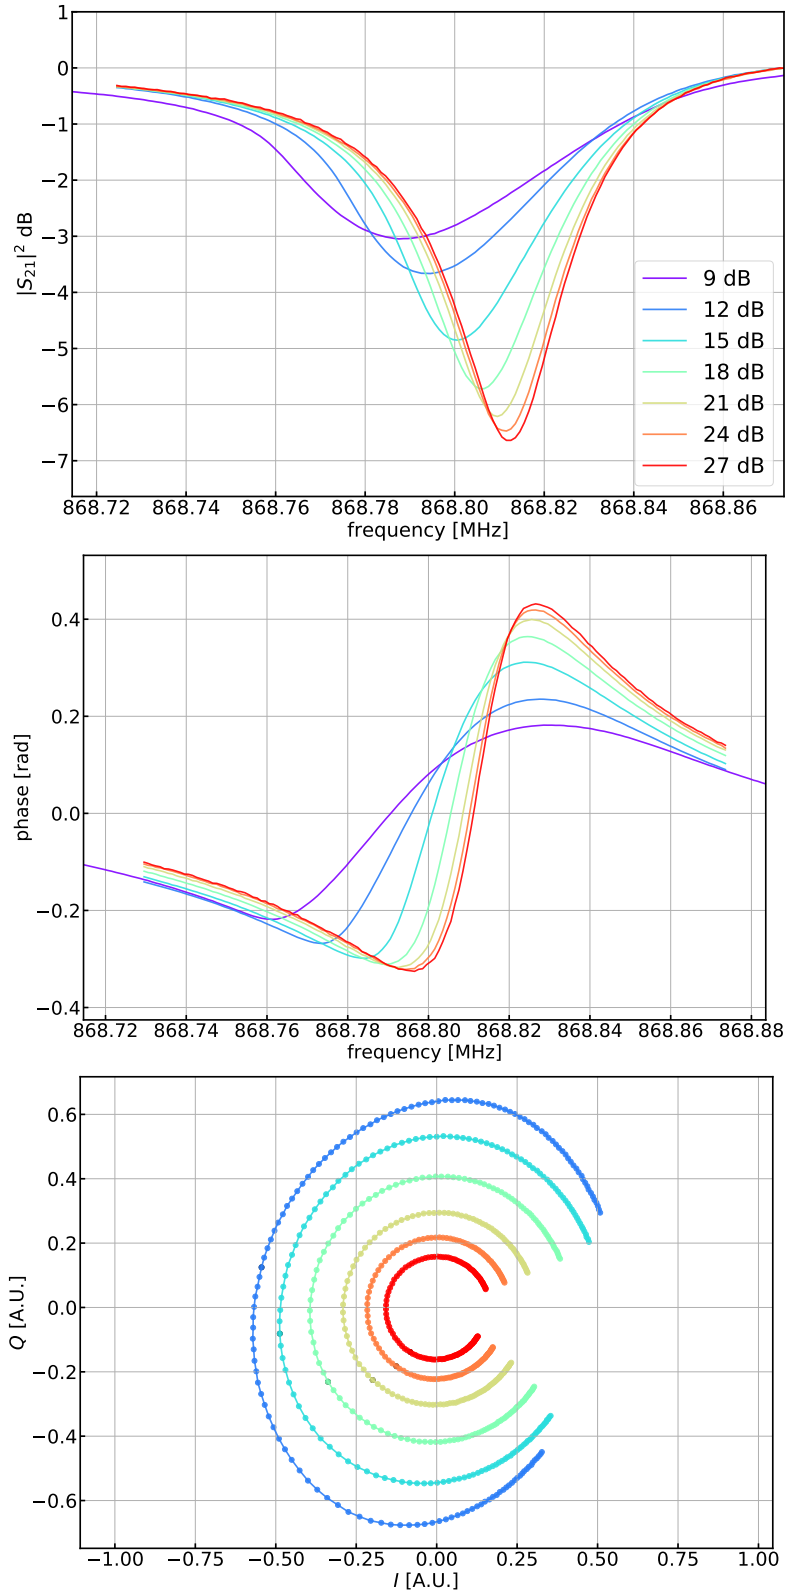 1
0
−1
−2
−3
−4
−5
−6
−7
|S21|² dB
9 dB
12 dB
15 dB
18 dB
21 dB
24 dB
27 dB
868.72 868.74 868.76 868.78 868.80 868.82 868.84 868.86
frequency [MHz]
0.4
0.2
0.0
−0.2
−0.4
phase [rad]
868.72 868.74 868.76 868.78 868.80 868.82 868.84 868.86 868.88
frequency [MHz]
0.6
0.4
0.2
0.0
−0.2
−0.4
−0.6
Q [A.U.]
−1.00 −0.75 −0.50 −0.25 0.00 0.25 0.50 0.75 1.00
I [A.U.]